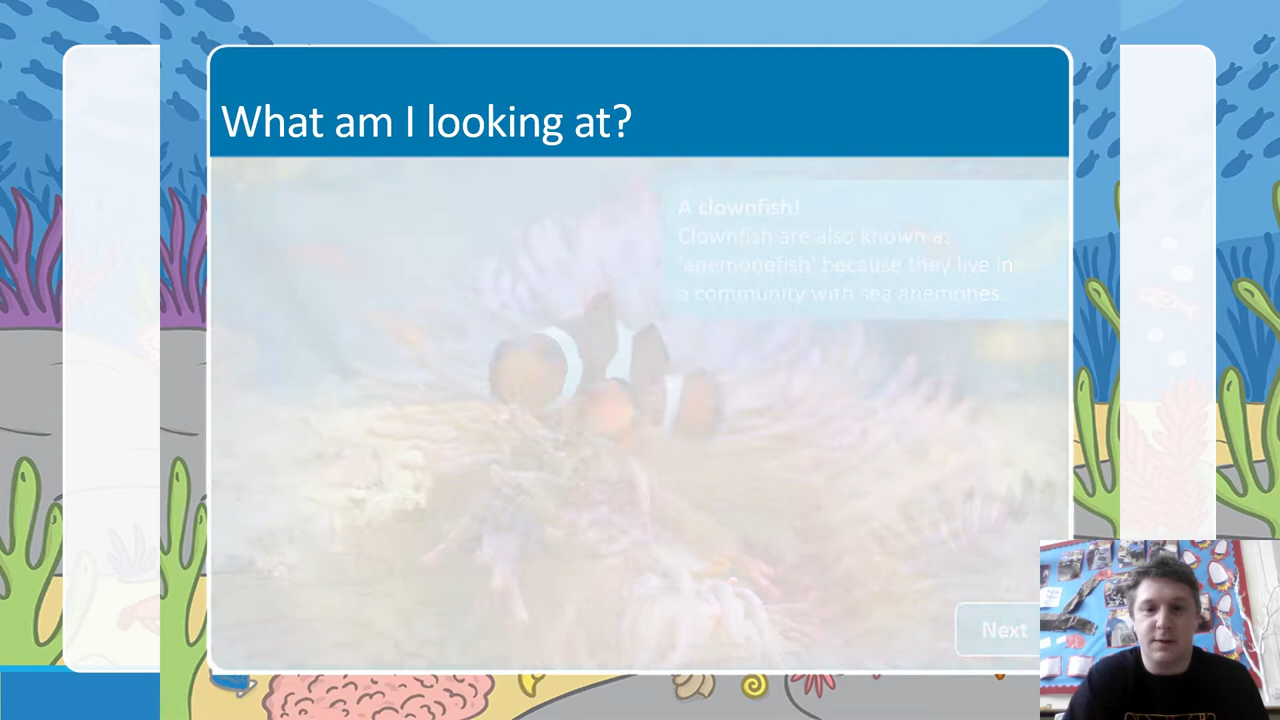 What am I looking at?
A clownfish!
Clownfish are also known as
'anemonefish' because they live in
a community with sea anemones.
Next